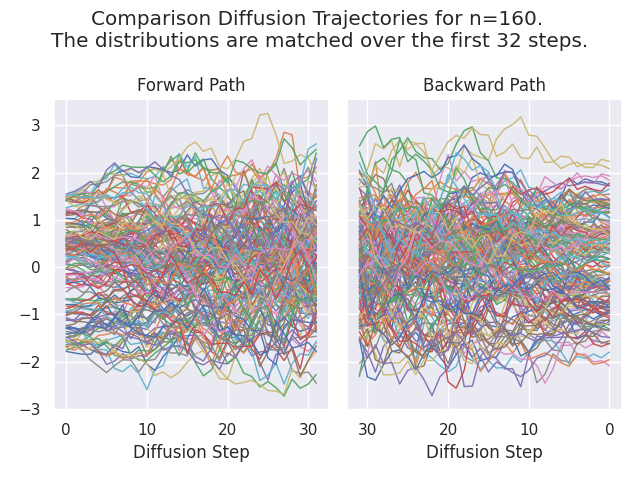 Comparison Diffusion Trajectories for n=160.
The distributions are matched over the first 32 steps.
Forward Path
Backward Path
3
2
1
0
−1
−2
−3
0 10 20 30
30 20 10 0
Diffusion Step
Diffusion Step